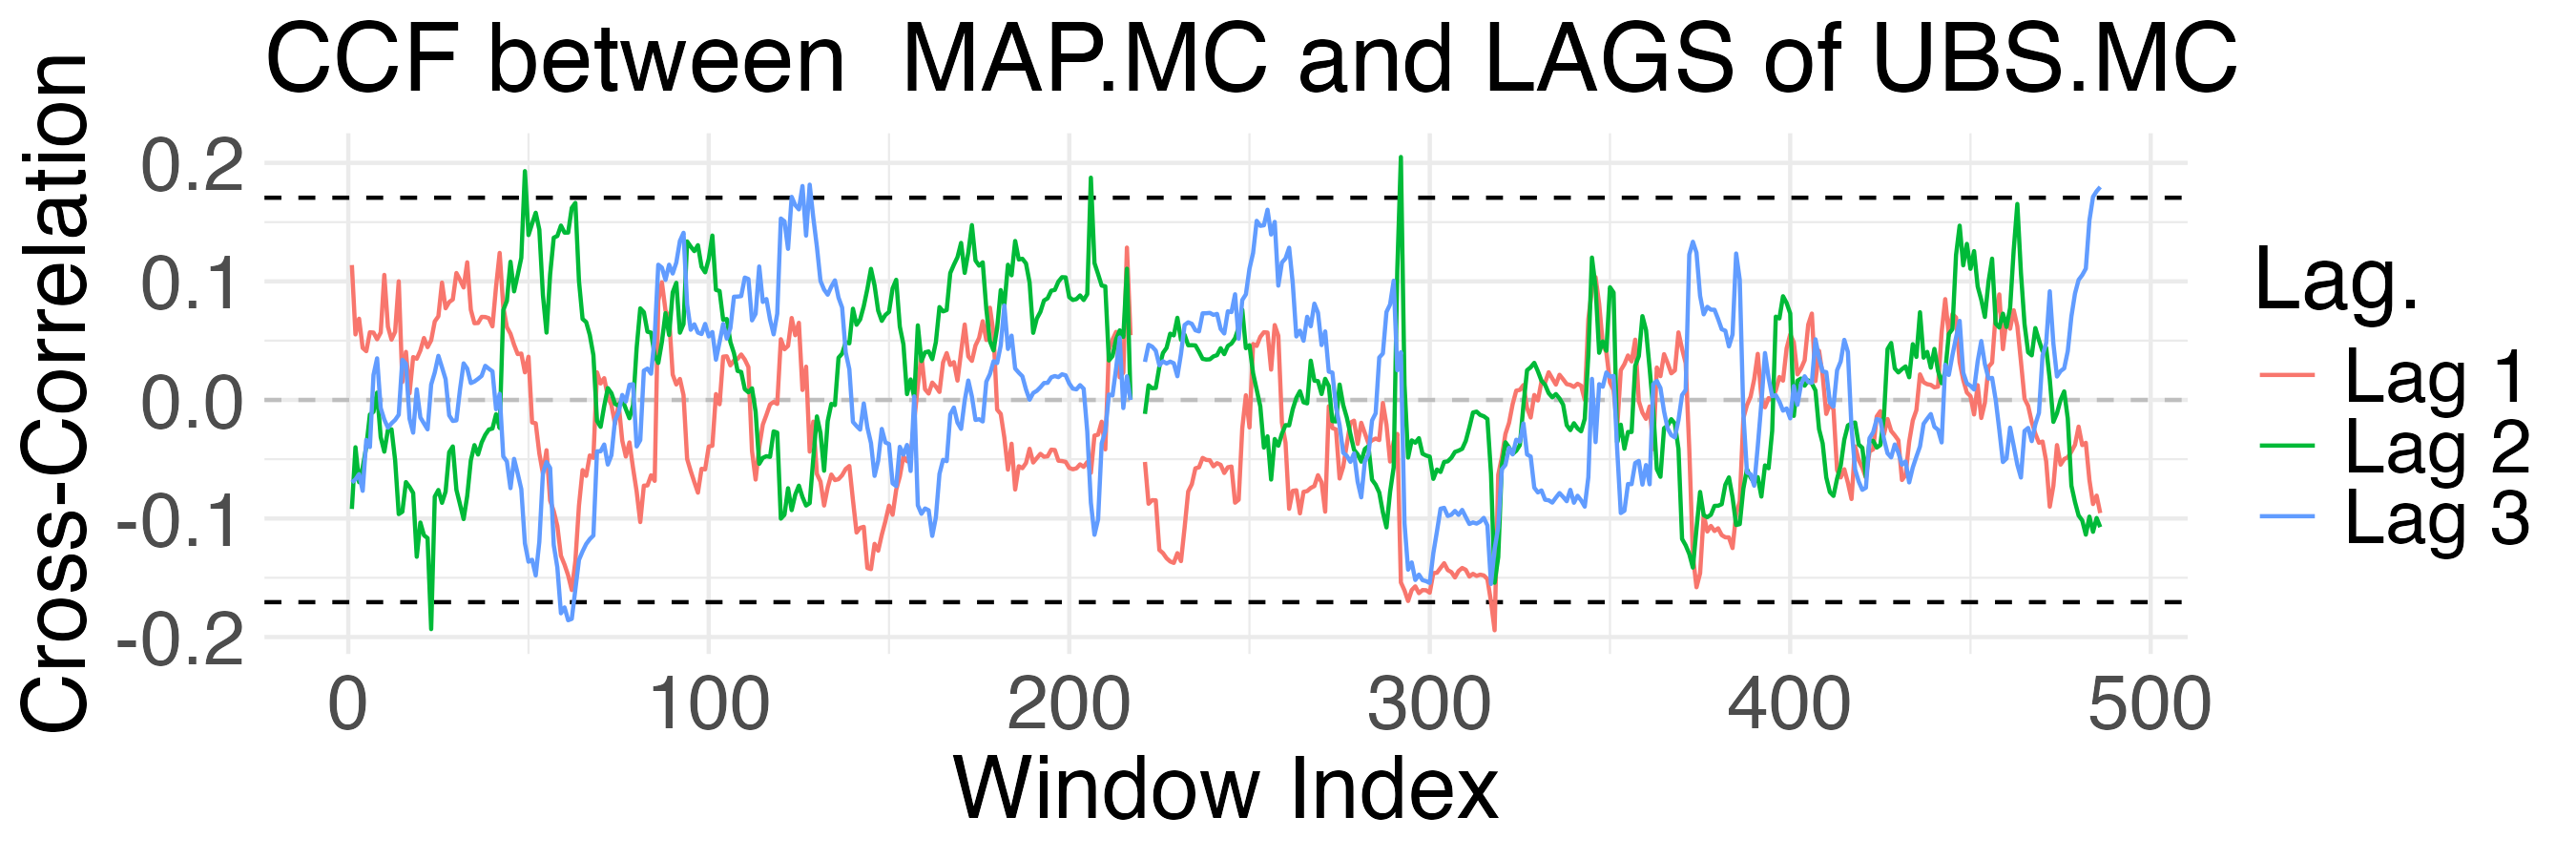 CCF between  MAP.MC and LAGS of UBS.MC
Cross-Correlation
0.2
0.1
0.0
-0.1
-0.2
0 100 200 300 400 500
Window Index
Lag.
Lag 1
Lag 2
Lag 3